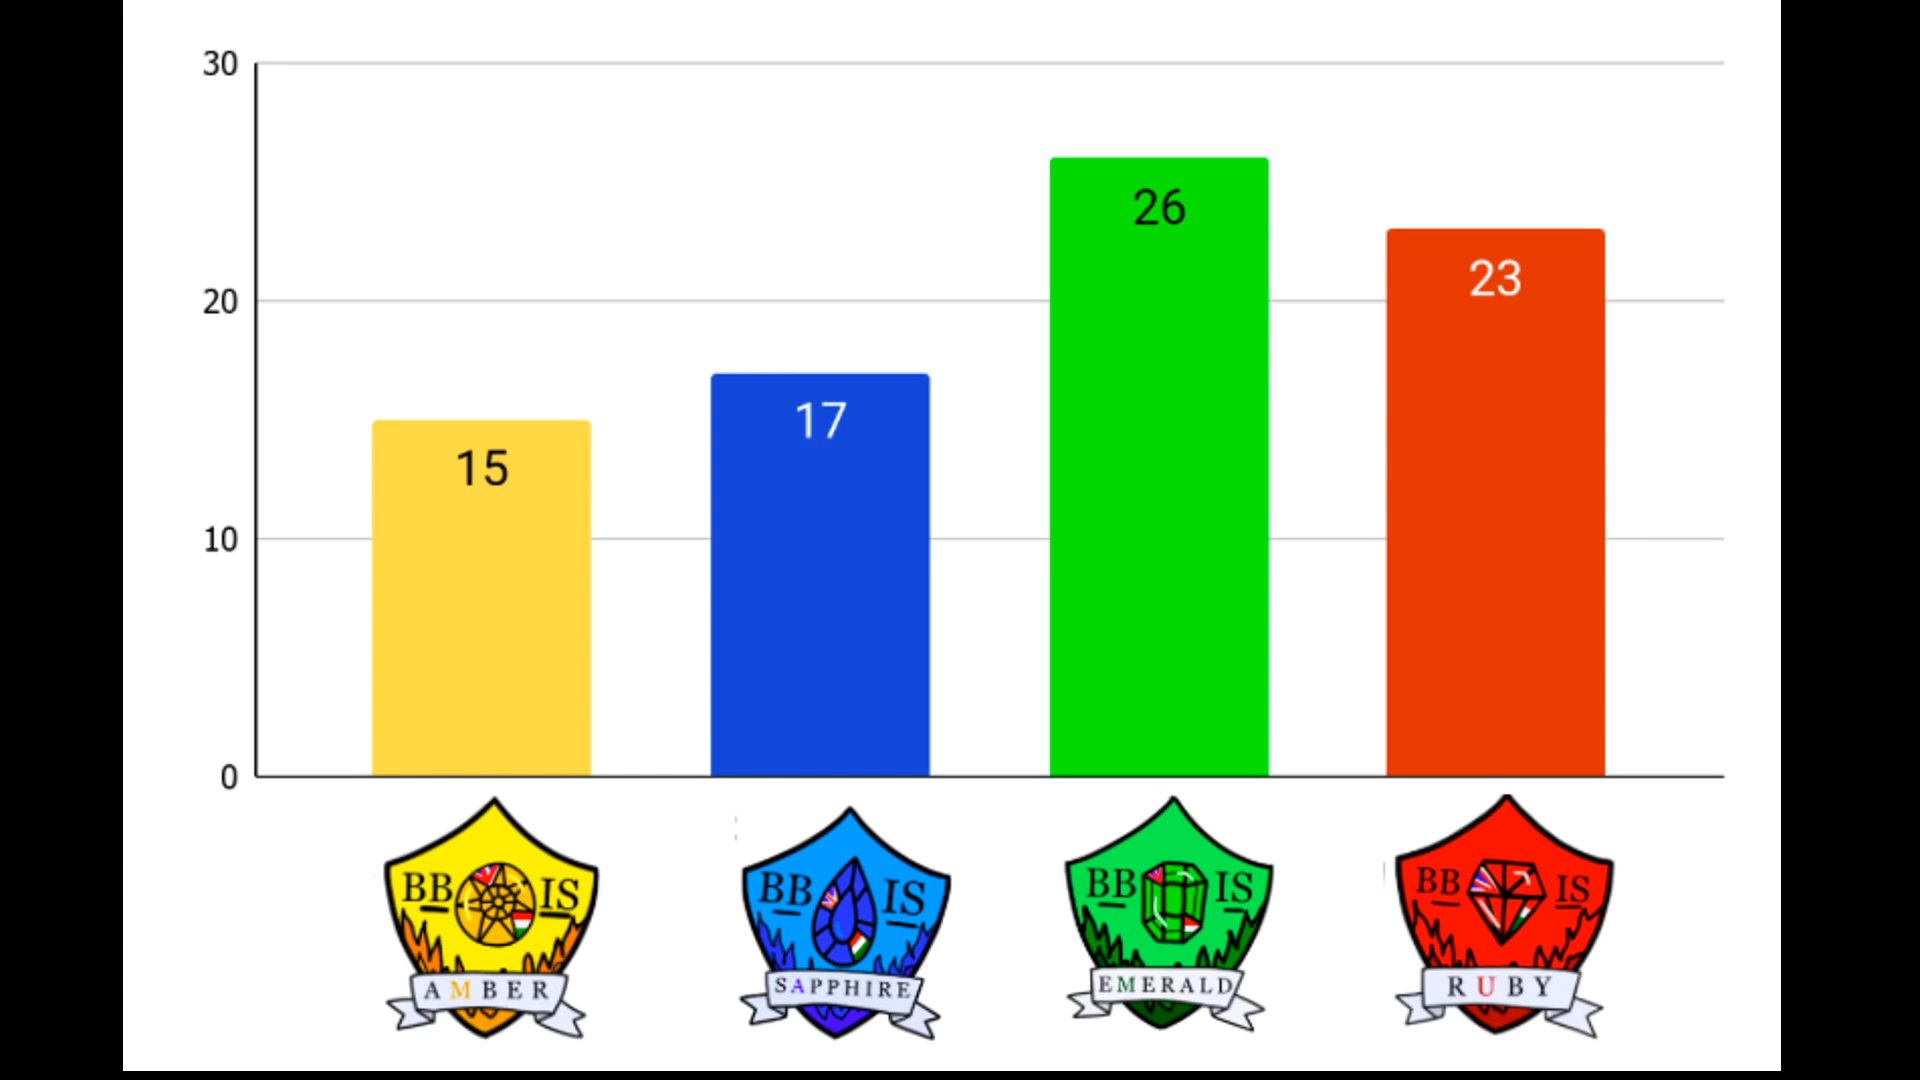 30
20
10
0
15
17
26
23
BB IS
AMBER
BB IS
SAPPHIRE
BB IS
EMERALD
BB IS
RUBY